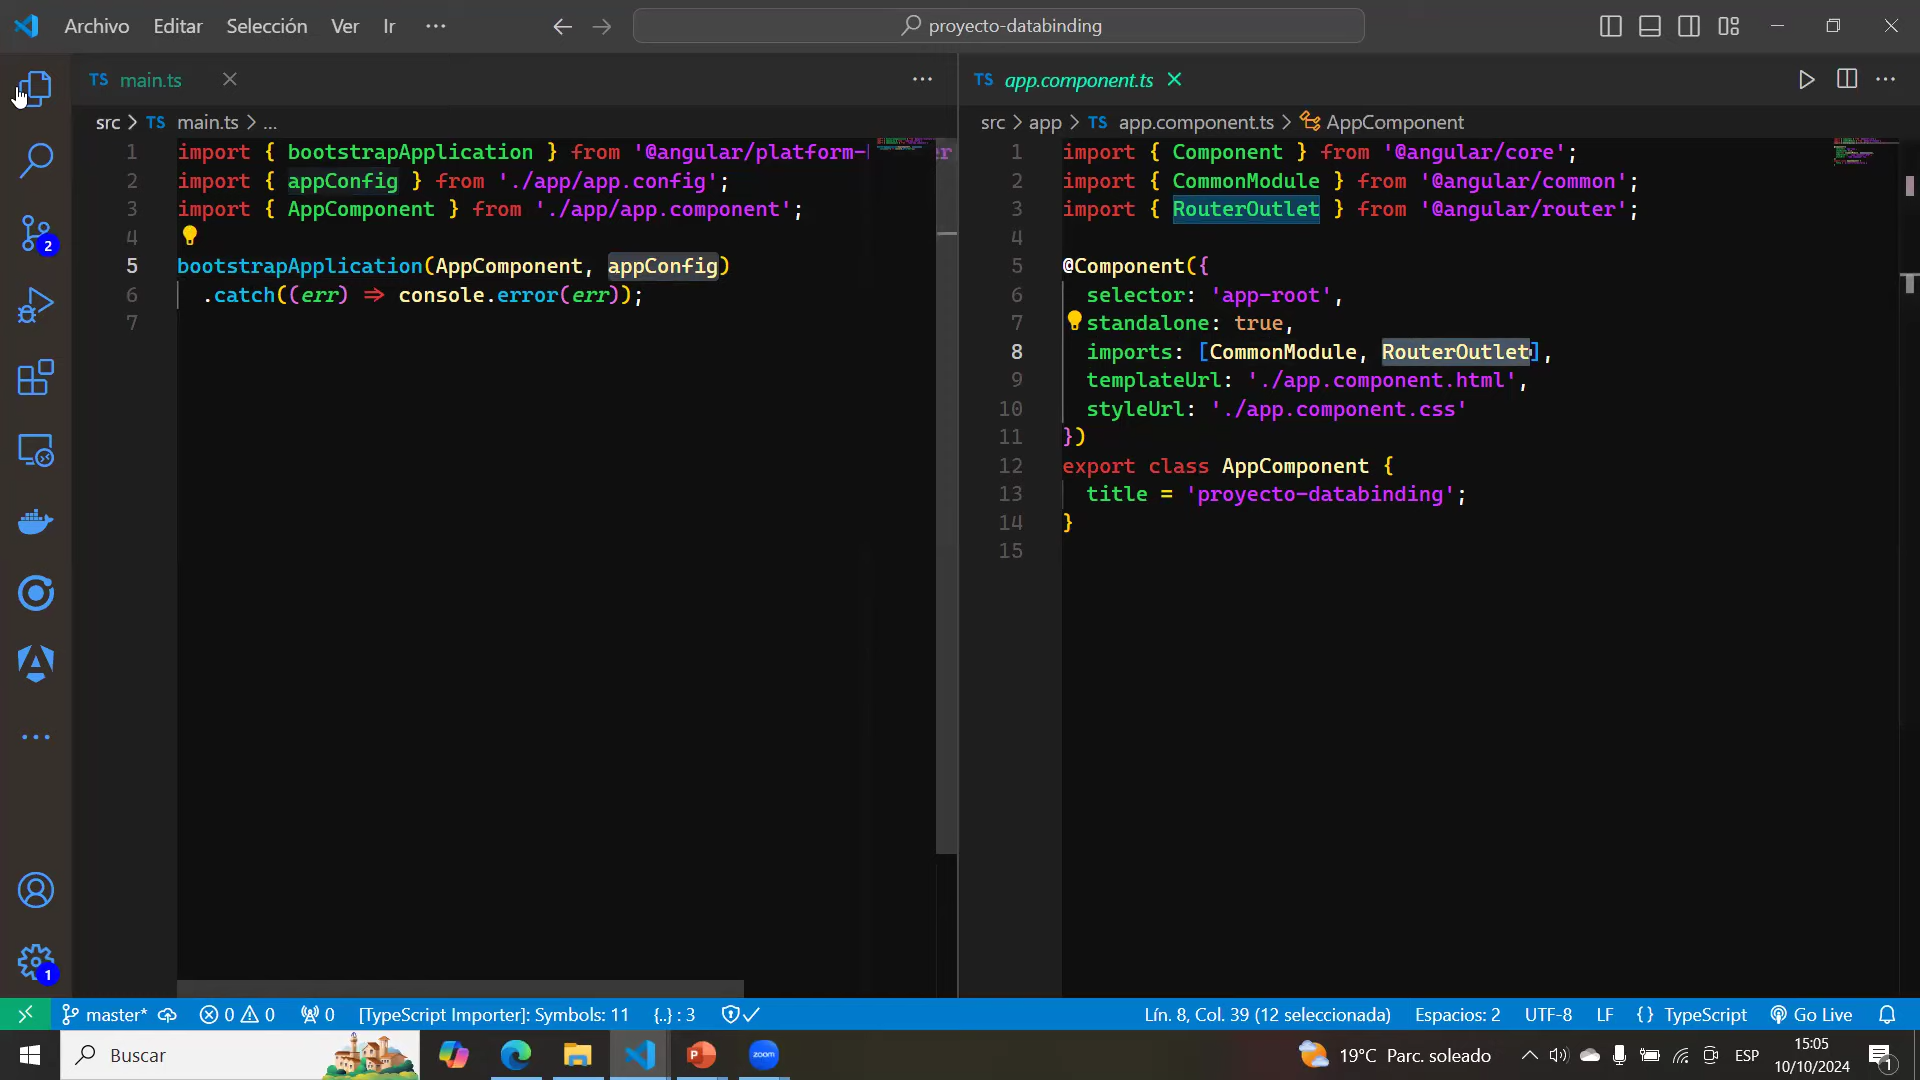 Archivo Editar Selección Ver Ir ···
proyecto-databinding
TS main.ts
src > TS main.ts > ...
1 import { bootstrapApplication } from '@angular/platform-
2 import { appConfig } from './app/app.config';
3 import { AppComponent } from './app/app.component';
4
5 bootstrapApplication(AppComponent, appConfig)
6 .catch((err) => console.error(err));
7
TS app.component.ts
src > app > TS app.component.ts > AppComponent
1 import { Component } from '@angular/core';
2 import { CommonModule } from '@angular/common';
3 import { RouterOutlet } from '@angular/router';
4
5 @Component({
6 selector: 'app-root',
7 standalone: true,
8 imports: [CommonModule, RouterOutlet],
9 templateUrl: './app.component.html',
10 styleUrl: './app.component.css'
11 })
12 export class AppComponent {
13 title = 'proyecto-databinding';
14 }
15
2
1
master* 0 0 0 [TypeScript Importer]: Symbols: 11 {..} : 3
Lín. 8, Col. 39 (12 seleccionada) Espacios: 2 UTF-8 LF { } TypeScript Go Live
Buscar
zoom
19°C Parc. soleado
ESP
15:05
10/10/2024
1